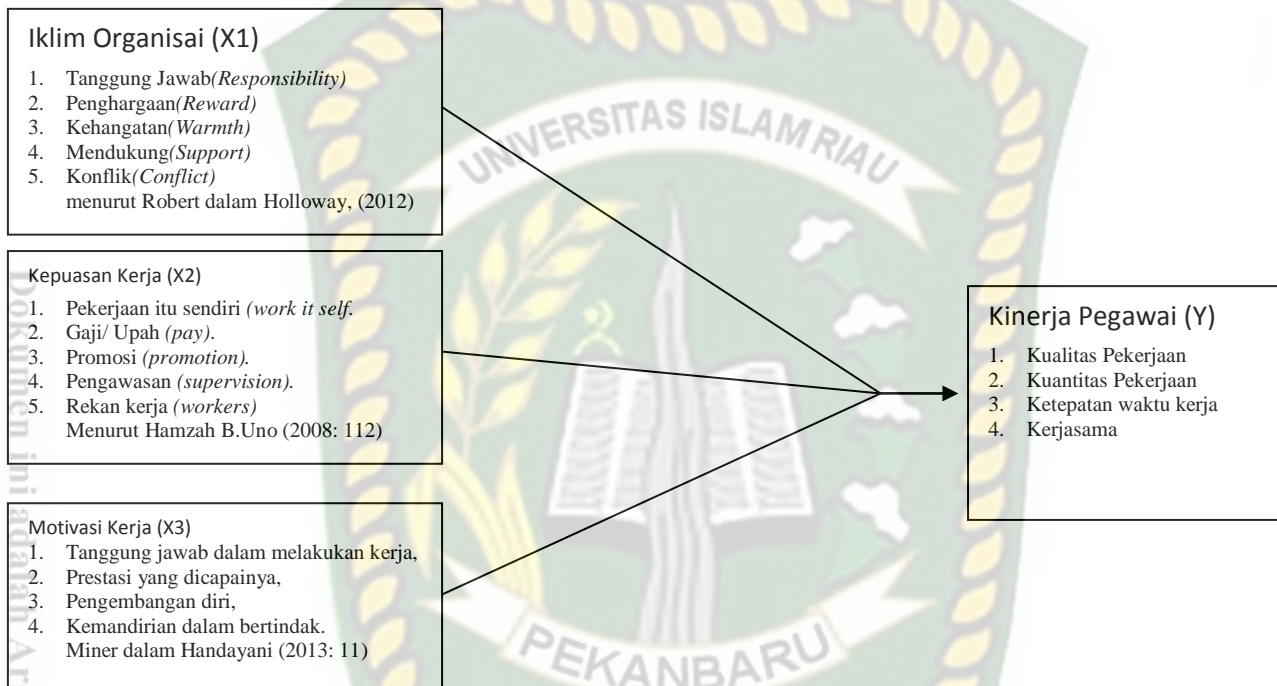 Iklim Organisai (X1)
1. Tanggung Jawab(Responsibility)
2. Penghargaan(Reward)
3. Kehangatan(Warmth)
4. Mendukung(Support)
5. Konflik(Conflict)
menurut Robert dalam Holloway, (2012)
Kepuasan Kerja (X2)
1. Pekerjaan itu sendiri (work it self.
2. Gaji/ Upah (pay).
3. Promosi (promotion).
4. Pengawasan (supervision).
5. Rekan kerja (workers)
Menurut Hamzah B.Uno (2008: 112)
Motivasi Kerja (X3)
1. Tanggung jawab dalam melakukan kerja,
2. Prestasi yang dicapainya,
3. Pengembangan diri,
4. Kemandirian dalam bertindak.
Miner dalam Handayani (2013: 11)
Kinerja Pegawai (Y)
1. Kualitas Pekerjaan
2. Kuantitas Pekerjaan
3. Ketepatan waktu kerja
4. Kerjasama
UNIVERSITAS ISLAM RIAU
PEKANBARU
Dokumen ini adalah Ar